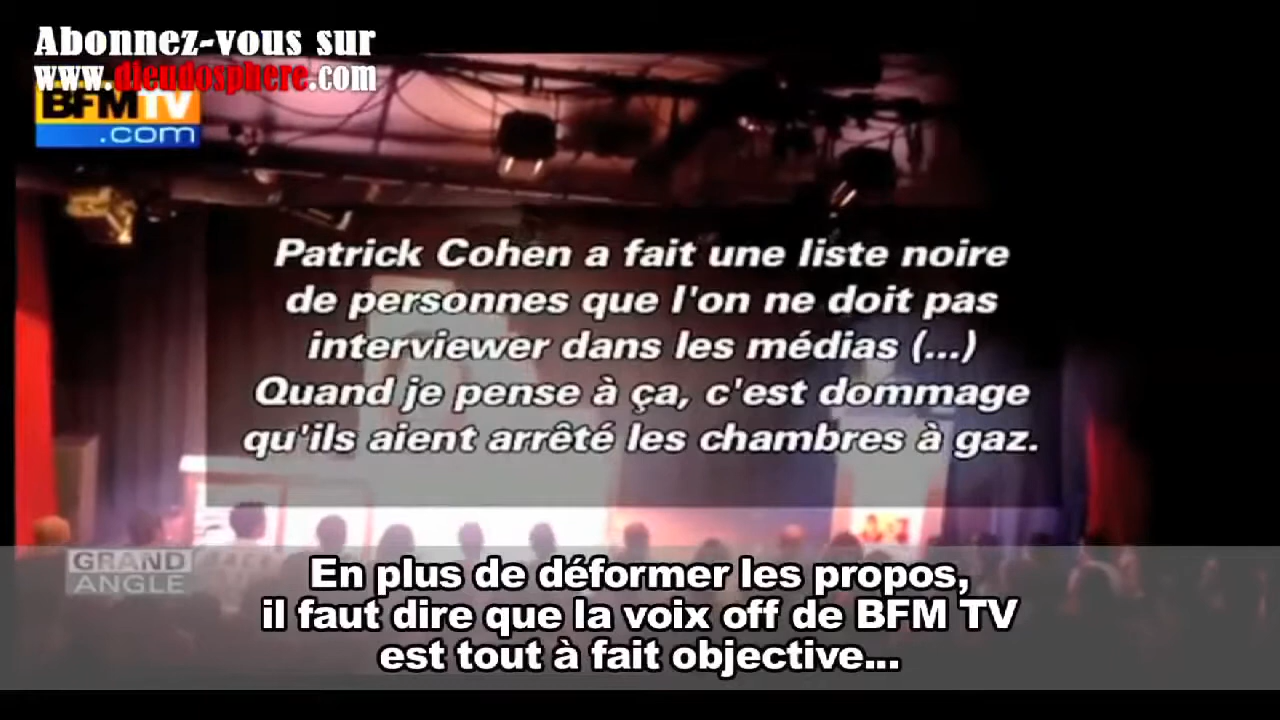 Abonnez-vous sur
www.dieudosphere.com
BFMTV
.com
Patrick Cohen a fait une liste noire
de personnes que l'on ne doit pas
interviewer dans les médias (...)
Quand je pense à ça, c'est dommage
qu'ils aient arrêté les chambres à gaz.
GRAND
ANGLE
En plus de déformer les propos,
il faut dire que la voix off de BFM TV
est tout à fait objective...